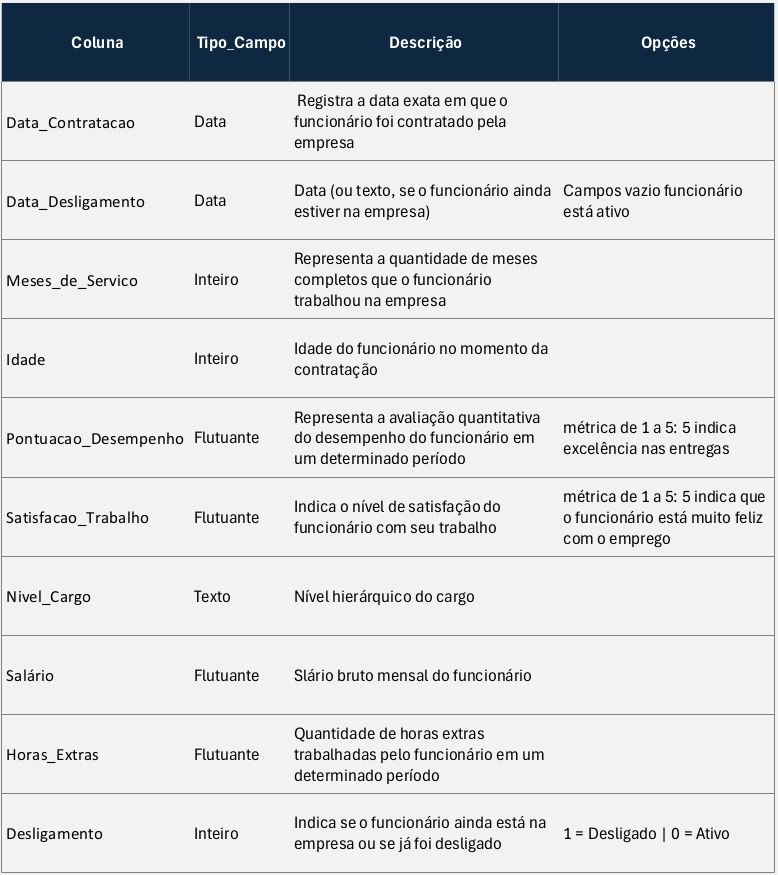 Coluna Tipo_Campo Descrição Opções
Data_Contratacao Data Registra a data exata em que o
funcionário foi contratado pela
empresa
Data_Desligamento Data Data (ou texto, se o funcionário ainda
estiver na empresa) Campos vazio funcionário
está ativo
Meses_de_Servico Inteiro Representa a quantidade de meses
completos que o funcionário
trabalhou na empresa
Idade Inteiro Idade do funcionário no momento da
contratação
Pontuacao_Desempenho Flutuante Representa a avaliação quantitativa
do desempenho do funcionário em
um determinado período métrica de 1 a 5: 5 indica
excelência nas entregas
Satisfacao_Trabalho Flutuante Indica o nível de satisfação do
funcionário com seu trabalho métrica de 1 a 5: 5 indica que
o funcionário está muito feliz
com o emprego
Nivel_Cargo Texto Nível hierárquico do cargo
Salário Flutuante Slário bruto mensal do funcionário
Horas_Extras Flutuante Quantidade de horas extras
trabalhadas pelo funcionário em um
determinado período
Desligamento Inteiro Indica se o funcionário ainda está na
empresa ou se já foi desligado 1 = Desligado | 0 = Ativo